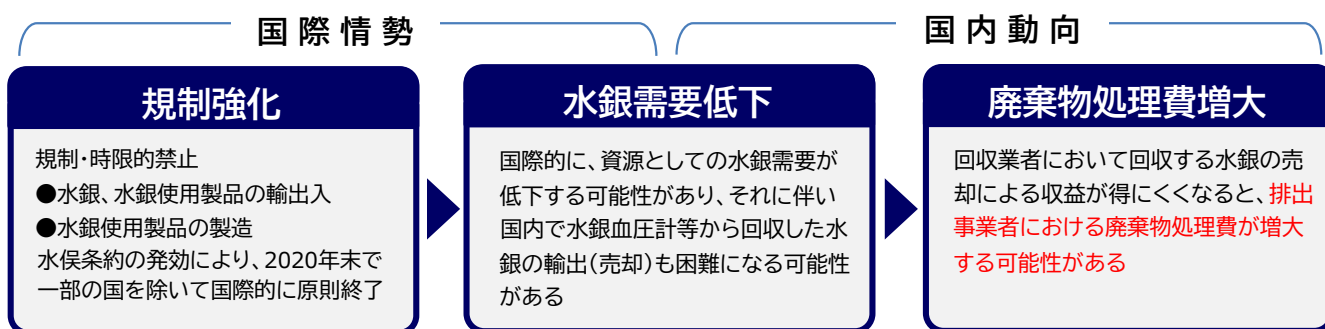 国際情勢
国内動向
規制強化
規制・時限的禁止
●水銀、水銀使用製品の輸出入
●水銀使用製品の製造
水俣条約の発効により、2020年末で
一部の国を除いて国際的に原則終了
水銀需要低下
国際的に、資源としての水銀需要が
低下する可能性があり、それに伴い
国内で水銀血圧計等から回収した水
銀の輸出(売却)も困難になる可能性
がある
廃棄物処理費増大
回収業者において回収する水銀の売
却による収益が得にくくなると、排出
事業者における廃棄物処理費が増大
する可能性がある